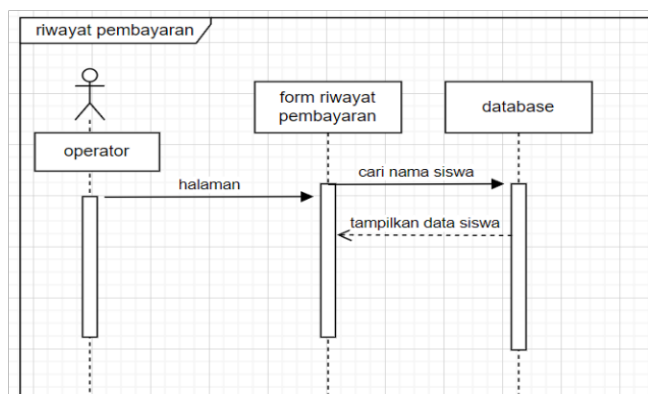 riwayat pembayaran
form riwayat
pembayaran
database
operator
cari nama siswa
halaman
tampilkan data siswa